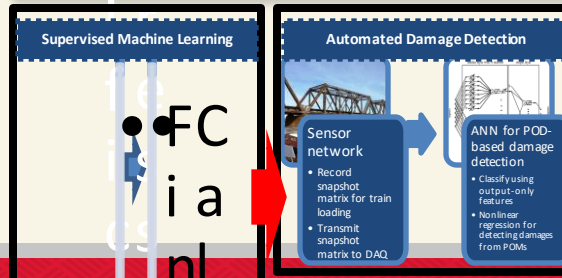 Supervised Machine Learning
• •FC
i a
nl
Automated Damage Detection
Sensor
network
• Record
snapshot
matrix for train
loading
• Transmit
snapshot
matrix to DAQ
ANN for POD-
based damage
detection
• Classify using
output-only
features
• Nonlinear
regression for
detecting damages
from POMs